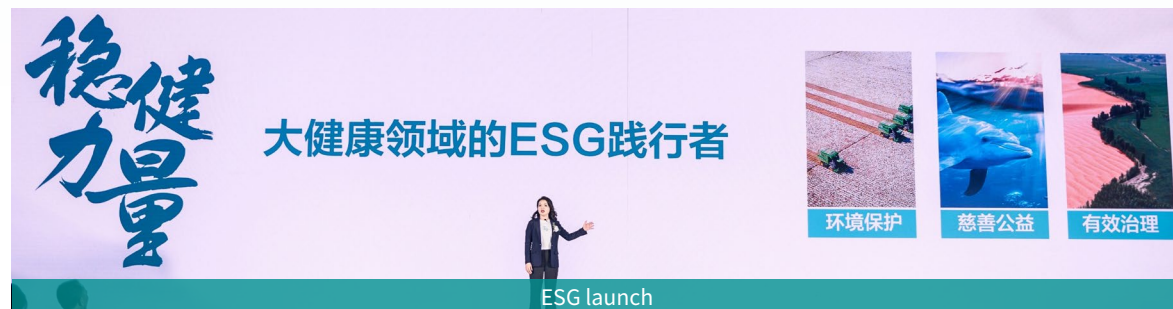 稳健
力量
大健康领域的ESG践行者
环境保护
慈善公益
有效治理
ESG launch